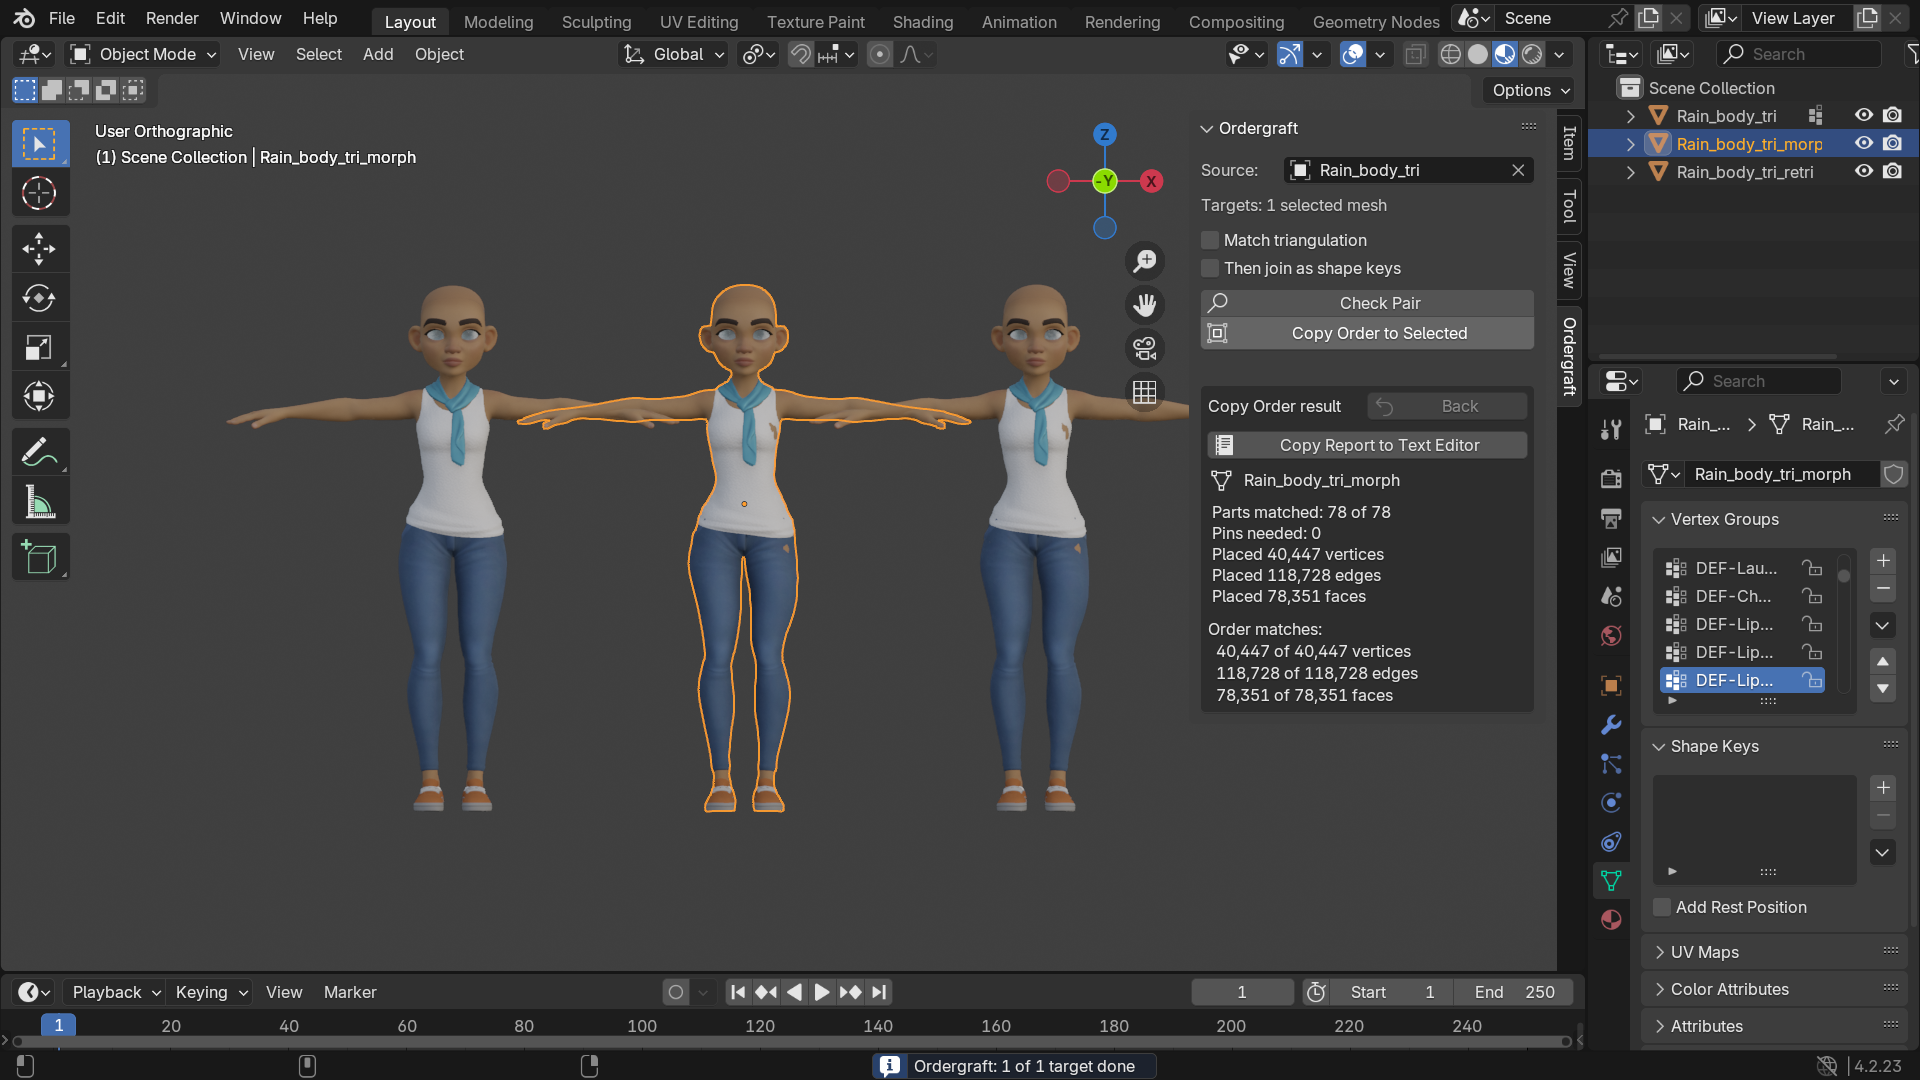 File Edit Render Window Help
Layout Modeling Sculpting UV Editing Texture Paint Shading Animation Rendering Compositing Geometry Nodes
Scene
View Layer
Object Mode View Select Add Object
Global
Search
Options
User Orthographic
(1) Scene Collection | Rain_body_tri_morph
Z
-Y
X
Ordergraft
Source: Rain_body_tri
Targets: 1 selected mesh
Match triangulation
Then join as shape keys
Check Pair
Copy Order to Selected
Copy Order result
Back
Copy Report to Text Editor
Rain_body_tri_morph
Parts matched: 78 of 78
Pins needed: 0
Placed 40,447 vertices
Placed 118,728 edges
Placed 78,351 faces
Order matches:
40,447 of 40,447 vertices
118,728 of 118,728 edges
78,351 of 78,351 faces
Item
Tool
View
Ordergraft
Scene Collection
Rain_body_tri
Rain_body_tri_morp
Rain_body_tri_retri
Search
Rain_... Rain_...
Rain_body_tri_morph
Vertex Groups
DEF-Lau...
DEF-Ch...
DEF-Lip...
DEF-Lip...
DEF-Lip...
Shape Keys
Add Rest Position
UV Maps
Color Attributes
Attributes
Playback Keying View Marker
1
Start 1
End 250
1 20 40 60 80 100 120 140 160 180 200 220 240
Ordergraft: 1 of 1 target done
4.2.23